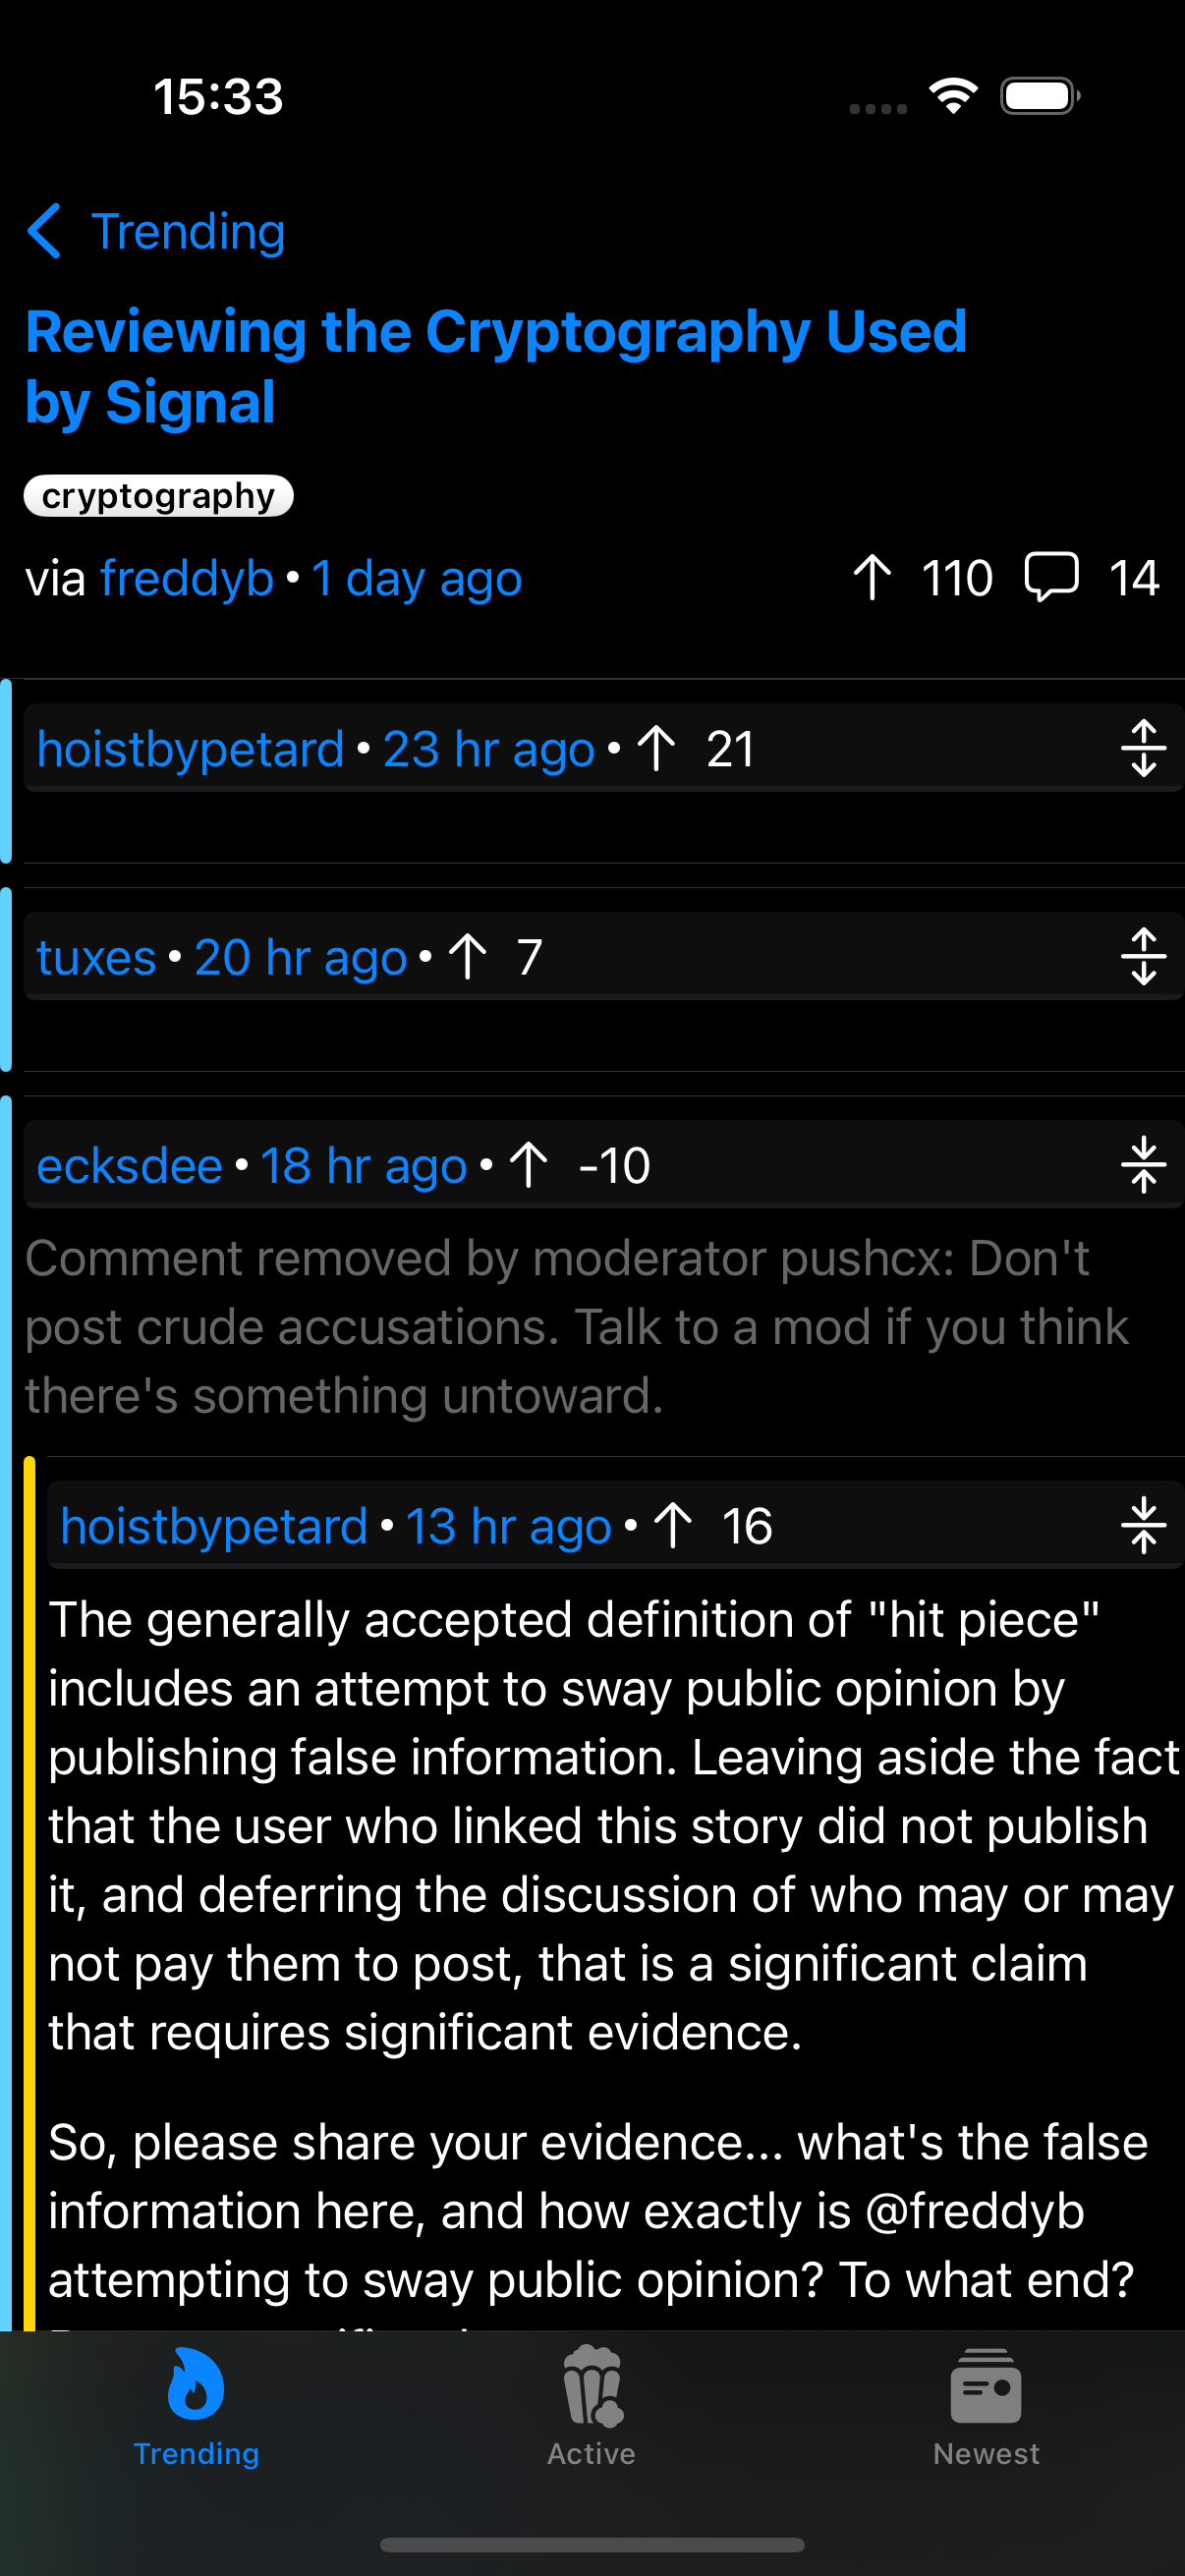 15:33
Trending
Reviewing the Cryptography Used
by Signal
cryptography
via freddyb • 1 day ago ↑ 110 14
hoistbypetard • 23 hr ago • ↑ 21
tuxes • 20 hr ago • ↑ 7
ecksdee • 18 hr ago • ↑ -10
Comment removed by moderator pushcx: Don't
post crude accusations. Talk to a mod if you think
there's something untoward.
hoistbypetard • 13 hr ago • ↑ 16
The generally accepted definition of "hit piece"
includes an attempt to sway public opinion by
publishing false information. Leaving aside the fact
that the user who linked this story did not publish
it, and deferring the discussion of who may or may
not pay them to post, that is a significant claim
that requires significant evidence.
So, please share your evidence... what's the false
information here, and how exactly is @freddyb
attempting to sway public opinion? To what end?
Trending Active Newest